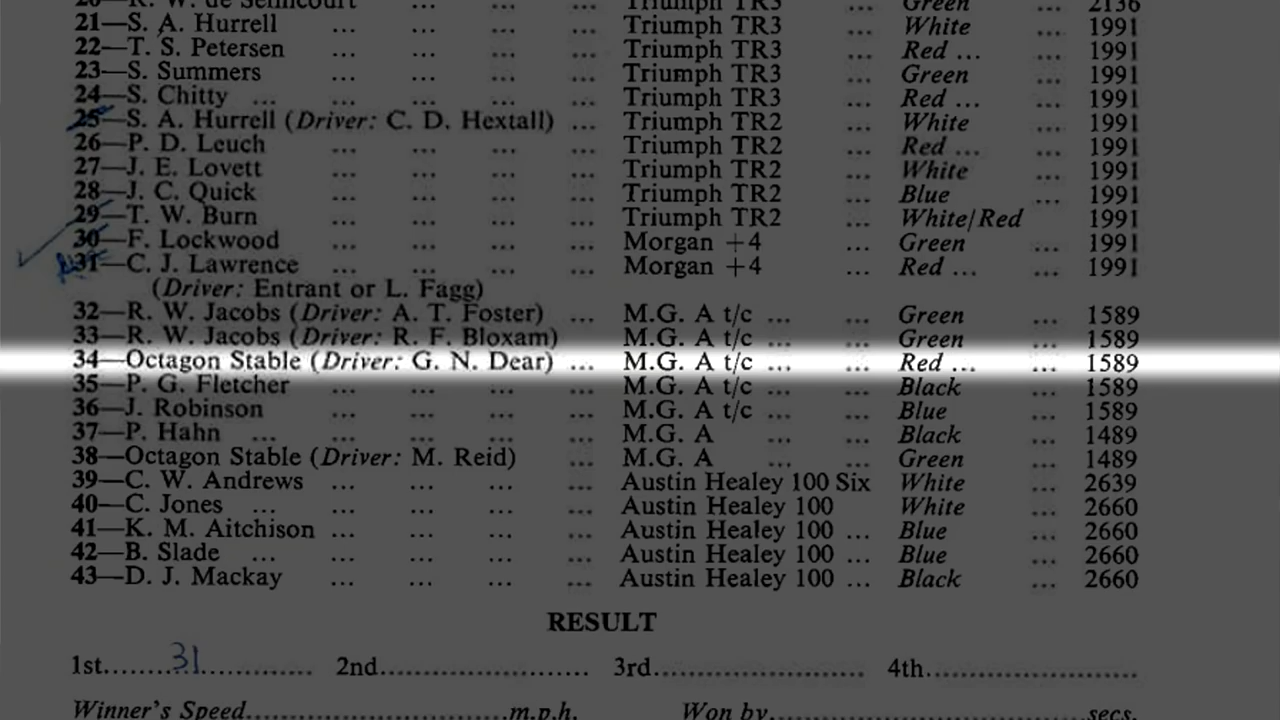 20—R. W. de Selincourt ... ... ... Triumph TR3 ... Green ... 2136
21—S. A. Hurrell ... ... ... ... Triumph TR3 ... White ... 1991
22—T. S. Petersen ... ... ... ... Triumph TR3 ... Red ... ... 1991
23—S. Summers ... ... ... ... Triumph TR3 ... Green ... 1991
24—S. Chitty ... ... ... ... ... Triumph TR3 ... Red ... ... 1991
25—S. A. Hurrell (Driver: C. D. Hextall) ... Triumph TR2 ... White ... 1991
26—P. D. Leuch ... ... ... ... Triumph TR2 ... Red ... ... 1991
27—J. E. Lovett ... ... ... ... Triumph TR2 ... White ... 1991
28—J. C. Quick ... ... ... ... Triumph TR2 ... Blue ... 1991
29—T. W. Burn ... ... ... ... Triumph TR2 ... White/Red 1991
30—F. Lockwood ... ... ... ... Morgan +4 ... Green ... 1991
31—C. J. Lawrence ... ... ... ... Morgan +4 ... Red ... ... 1991
(Driver: Entrant or L. Fagg)
32—R. W. Jacobs (Driver: A. T. Foster) ... M.G. A t/c ... ... Green ... 1589
33—R. W. Jacobs (Driver: R. F. Bloxam) M.G. A t/c ... ... Green ... 1589
34—Octagon Stable (Driver: G. N. Dear) ... M.G. A t/c ... ... Red ... ... 1589
35—P. G. Fletcher ... ... ... ... M.G. A t/c ... ... Black ... 1589
36—J. Robinson ... ... ... ... M.G. A t/c ... ... Blue ... 1589
37—P. Hahn ... ... ... ... ... M.G. A ... ... Black ... 1489
38—Octagon Stable (Driver: M. Reid) ... M.G. A ... ... Green ... 1489
39—C. W. Andrews ... ... ... ... Austin Healey 100 Six White ... 2639
40—C. Jones ... ... ... ... Austin Healey 100 White ... 2660
41—K. M. Aitchison ... ... ... ... Austin Healey 100 ... Blue ... 2660
42—B. Slade ... ... ... ... ... Austin Healey 100 ... Blue ... 2660
43—D. J. Mackay ... ... ... ... Austin Healey 100 ... Black ... 2660
RESULT
1st.......31.............. 2nd.......................... 3rd.......................... 4th..........................
Winner's Speed.................................m.p.h. Won by........................................secs.